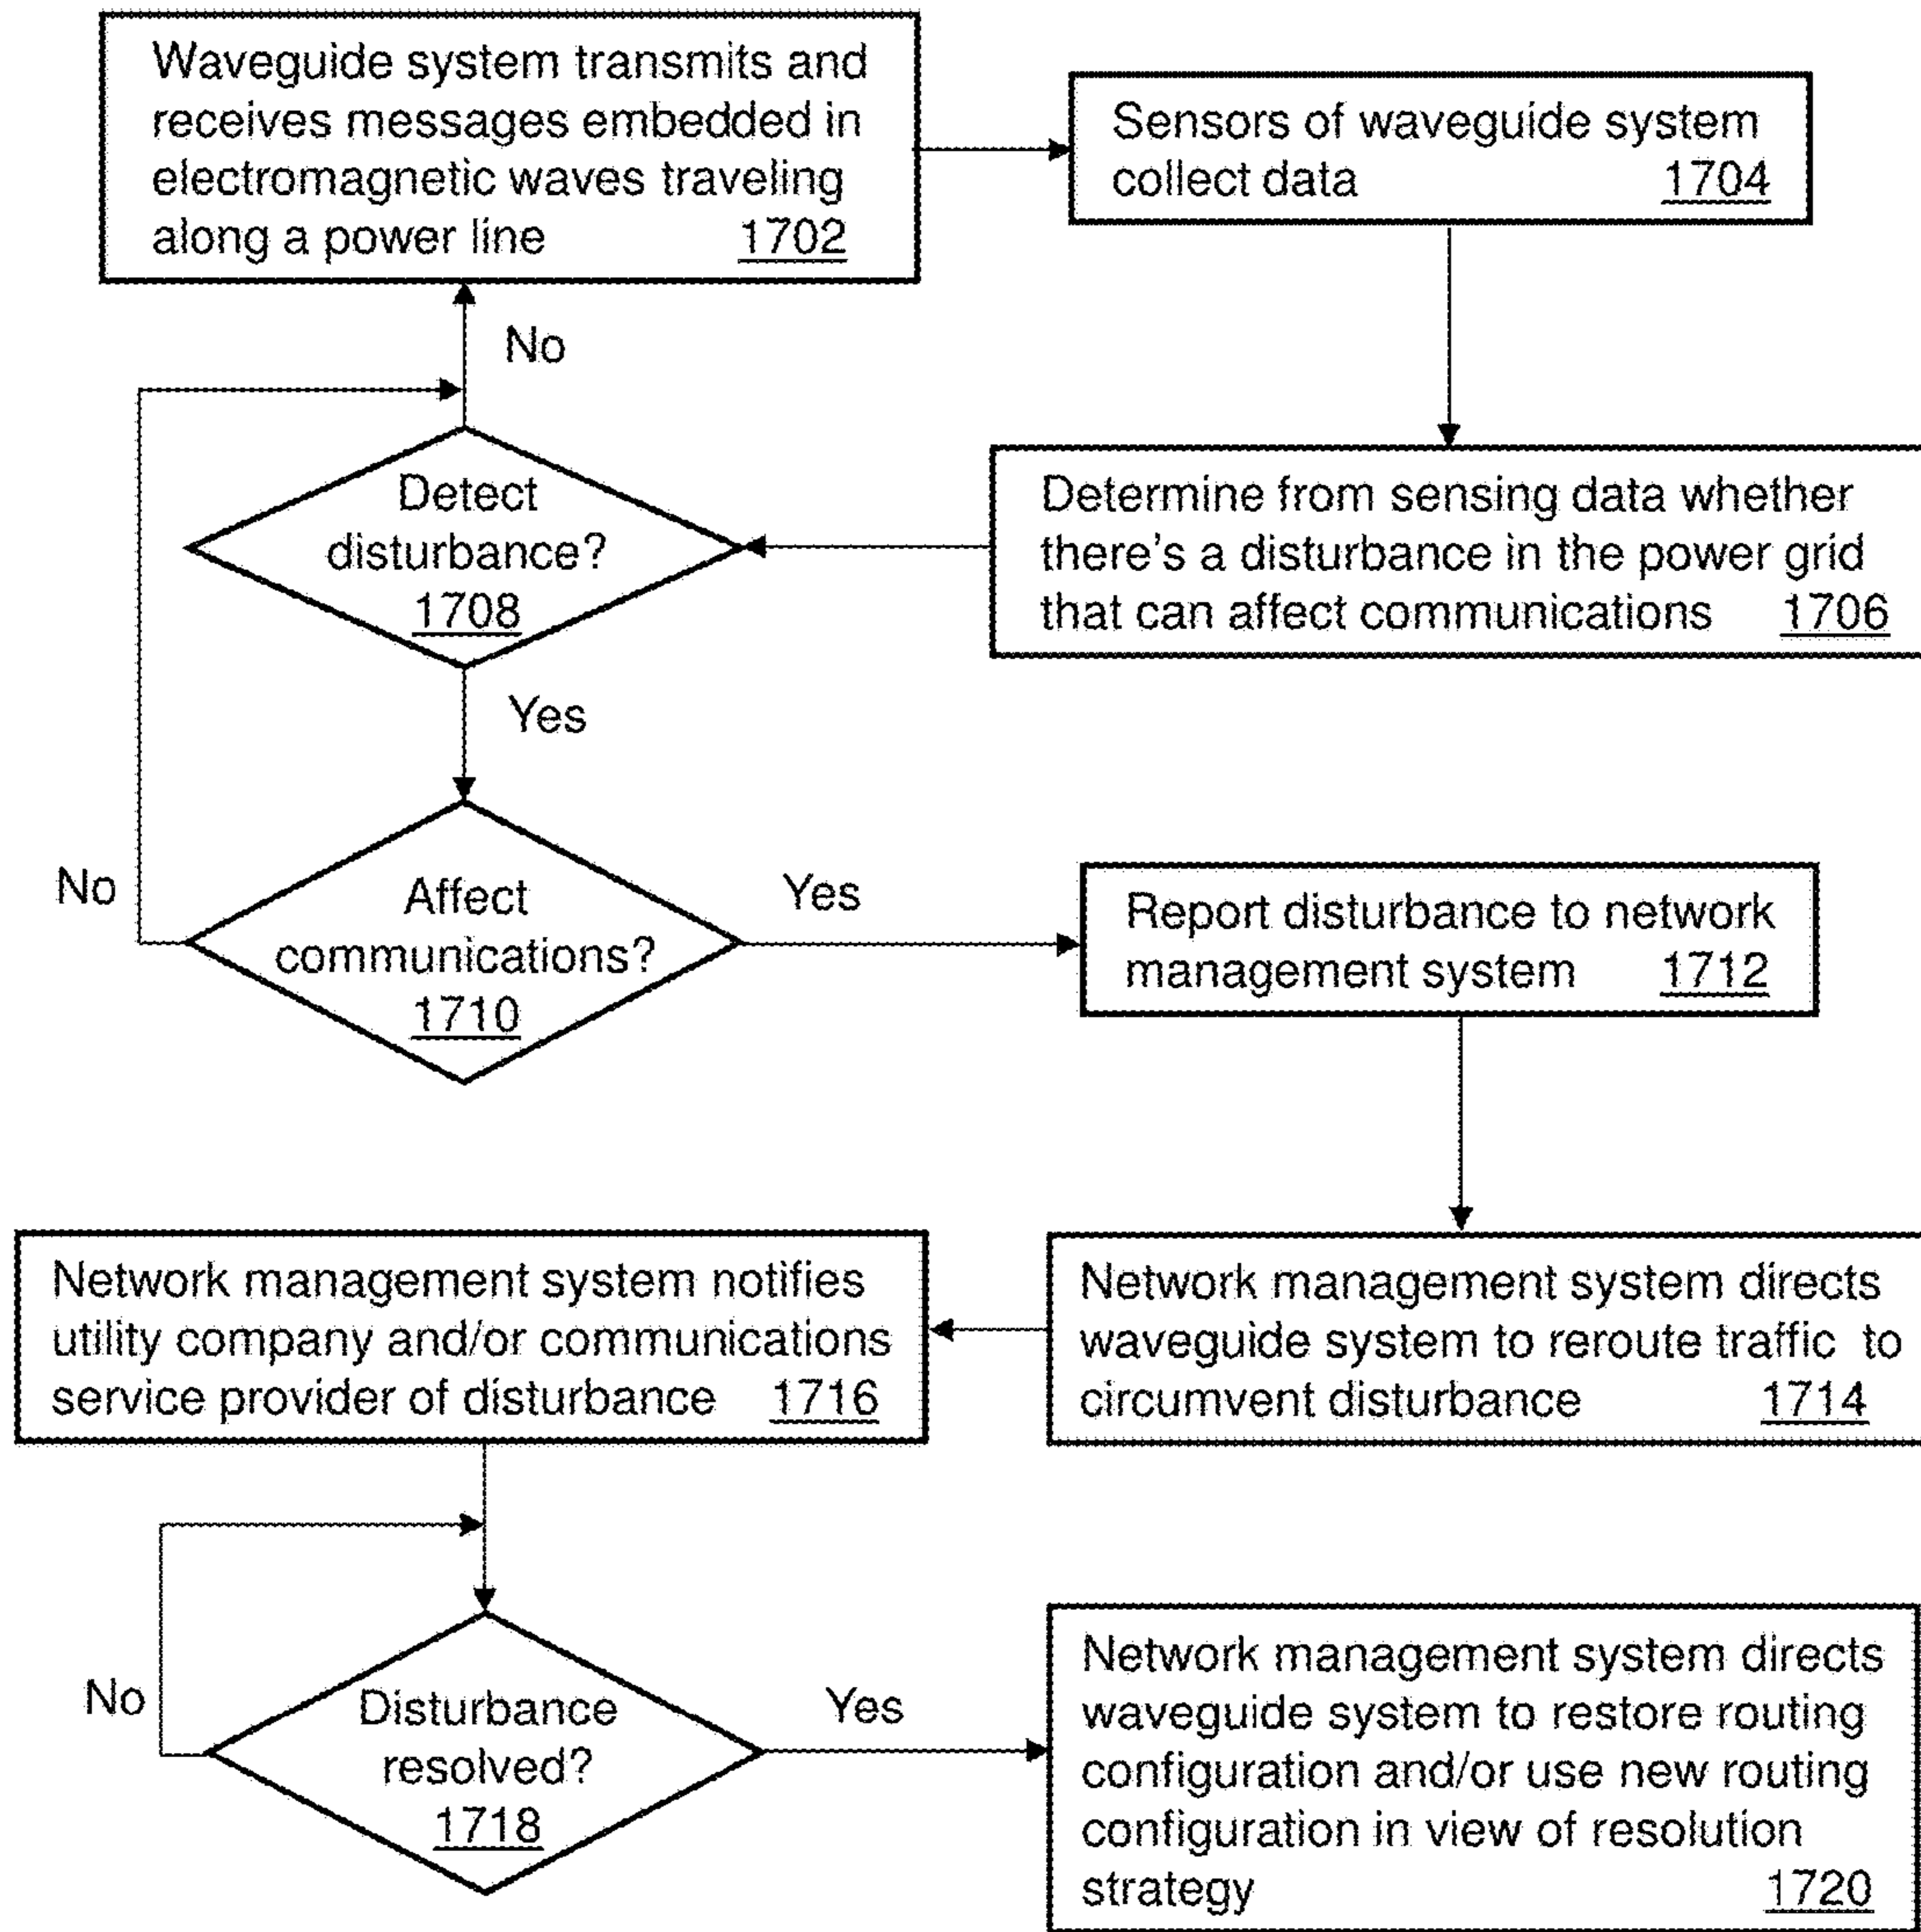 Waveguide system transmits and
receives messages embedded in
electromagnetic waves traveling
along a power line 1702
Sensors of waveguide system
collect data 1704
No
Detect
disturbance?
1708
Determine from sensing data whether
there's a disturbance in the power grid
that can affect communications 1706
Yes
No
Affect
communications?
1710
Yes
Report disturbance to network
management system 1712
Network management system notifies
utility company and/or communications
service provider of disturbance 1716
Network management system directs
waveguide system to reroute traffic to
circumvent disturbance 1714
No
Disturbance
resolved?
1718
Yes
Network management system directs
waveguide system to restore routing
configuration and/or use new routing
configuration in view of resolution
strategy 1720